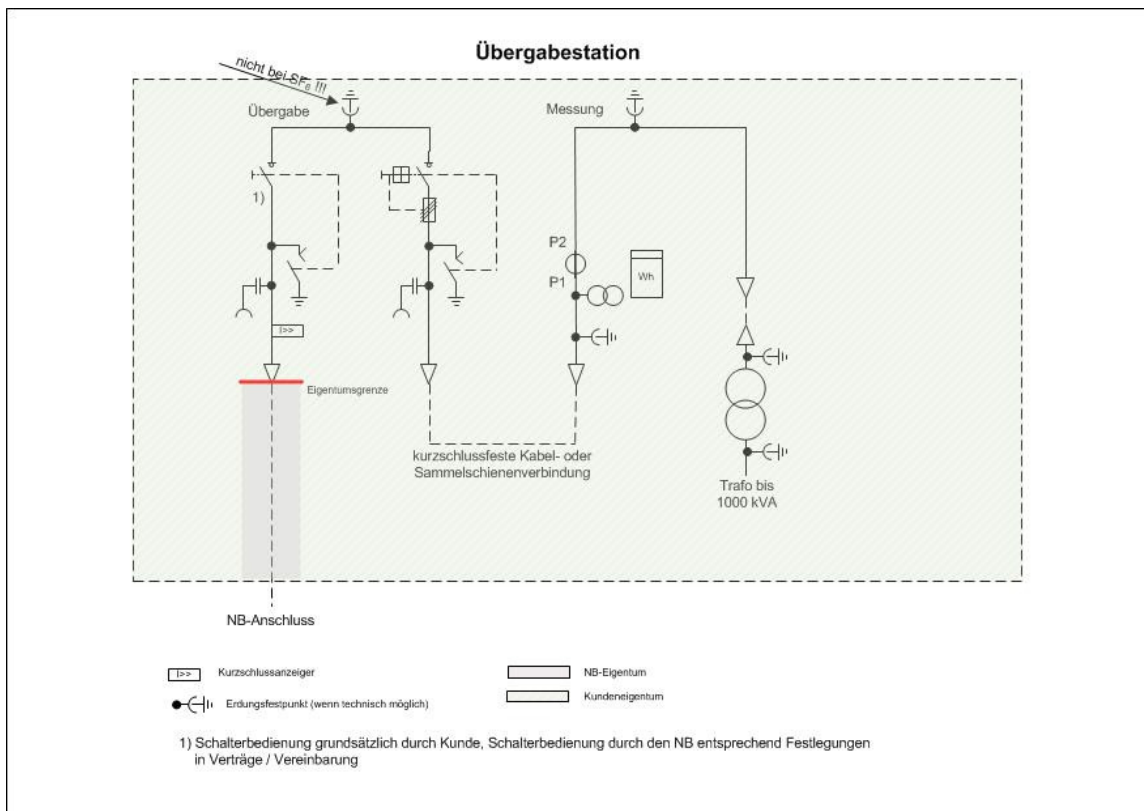 Übergabestation
nicht bei SF6 !!!
Übergabe
Messung
1)
P2
P1
Wh
I>>
Eigentumsgrenze
kurzschlussfeste Kabel- oder
Sammelschienenverbindung
Trafo bis
1000 kVA
NB-Anschluss
I>> Kurzschlussanzeiger
NB-Eigentum
Erdungsfestpunkt (wenn technisch möglich)
Kundeneigentum
1) Schalterbedienung grundsätzlich durch Kunde, Schalterbedienung durch den NB entsprechend Festlegungen
in Verträge / Vereinbarung